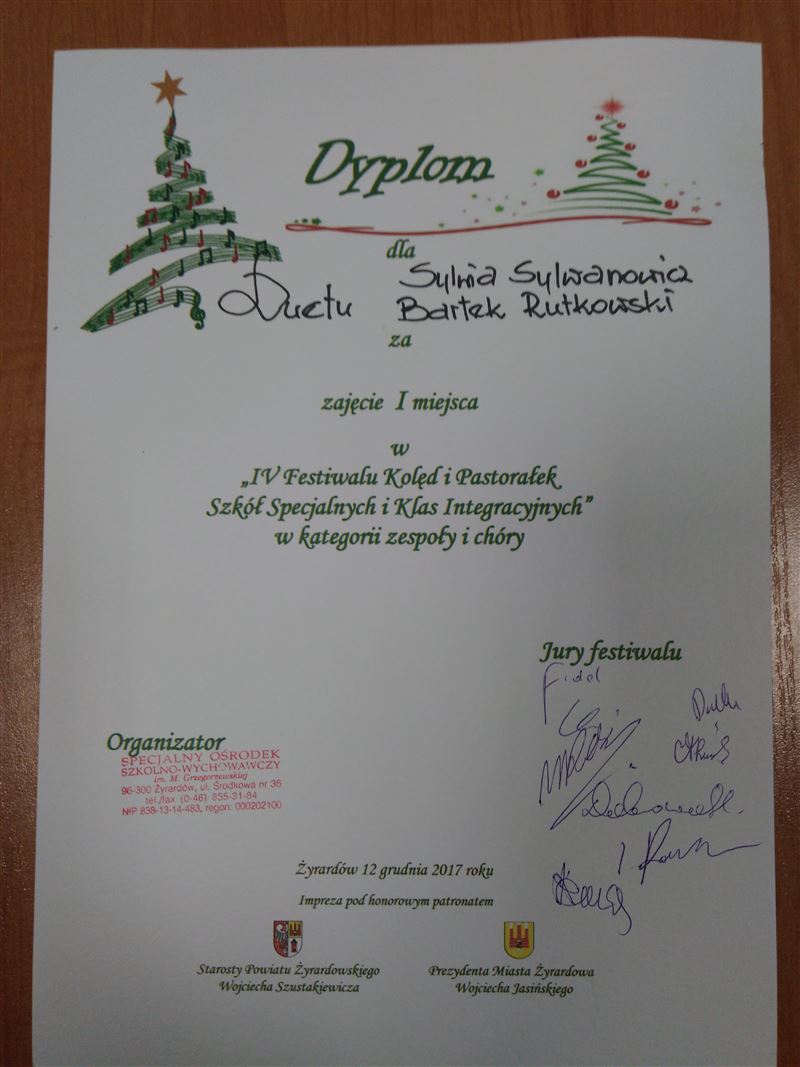 Dyplom
dla
Duetu Sylwia Sylwanowicz
Bartek Rutkowski
za
zajęcie I miejsca
w
„IV Festiwalu Kolęd i Pastorałek
Szkół Specjalnych i Klas Integracyjnych”
w kategorii zespoły i chóry
Jury festiwalu
Organizator
SPECJALNY OŚRODEK
SZKOLNO-WYCHOWAWCZY
im. M. Grzegorzewskiej
96-300 Żyrardów, ul. Środkowa nr 36
tel./fax (0-46) 855-31-84
NIP 838-13-14-483, regon: 000202100
Żyrardów 12 grudnia 2017 roku
Impreza pod honorowym patronatem
Starosty Powiatu Żyrardowskiego
Wojciecha Szustakiewicza
Prezydenta Miasta Żyrardowa
Wojciecha Jasińskiego